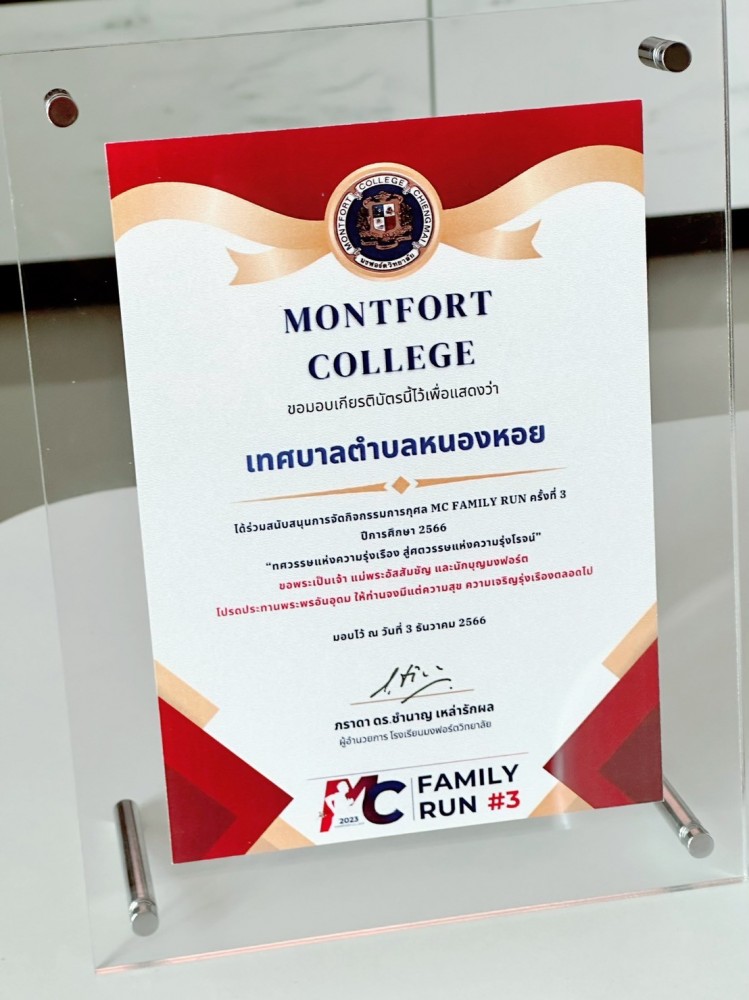 MONTFORT COLLEGE CHIENGMAI
มงฟอร์ตวิทยาลัย
MONTFORT
COLLEGE
ขอมอบเกียรติบัตรนี้ไว้เพื่อแสดงว่า
เทศบาลตำบลหนองหอย
ได้ร่วมสนับสนุนการจัดกิจกรรมการกุศล MC FAMILY RUN ครั้งที่ 3
ปีการศึกษา 2566
“ทศวรรษแห่งความรุ่งเรือง สู่ศตวรรษแห่งความรุ่งโรจน์”
ขอพระเป็นเจ้า แม่พระอัสสัมชัญ และนักบุญมงฟอร์ต
โปรดประทานพระพรอันอุดม ให้ท่านจงมีแต่ความสุข ความเจริญรุ่งเรืองตลอดไป
มอบไว้ ณ วันที่ 3 ธันวาคม 2566
ภราดา ดร.ชำนาญ เหล่ารักผล
ผู้อำนวยการ โรงเรียนมงฟอร์ตวิทยาลัย
MC FAMILY
RUN #3
2023